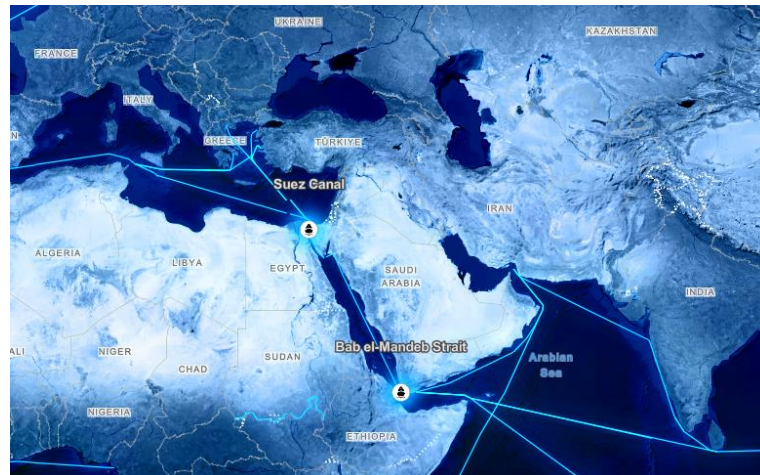 UKRAINE
KAZAKHSTAN
FRANCE
ITALY
N
GREECE
TÜRKIYE
Suez Canal
IRAN
ALGERIA
LIBYA
EGYPT
SAUDI
ARABIA
INDIA
Bab el-Mandeb Strait
ALI
NIGER
CHAD
SUDAN
Arabian
Sea
NIGERIA
ETHIOPIA